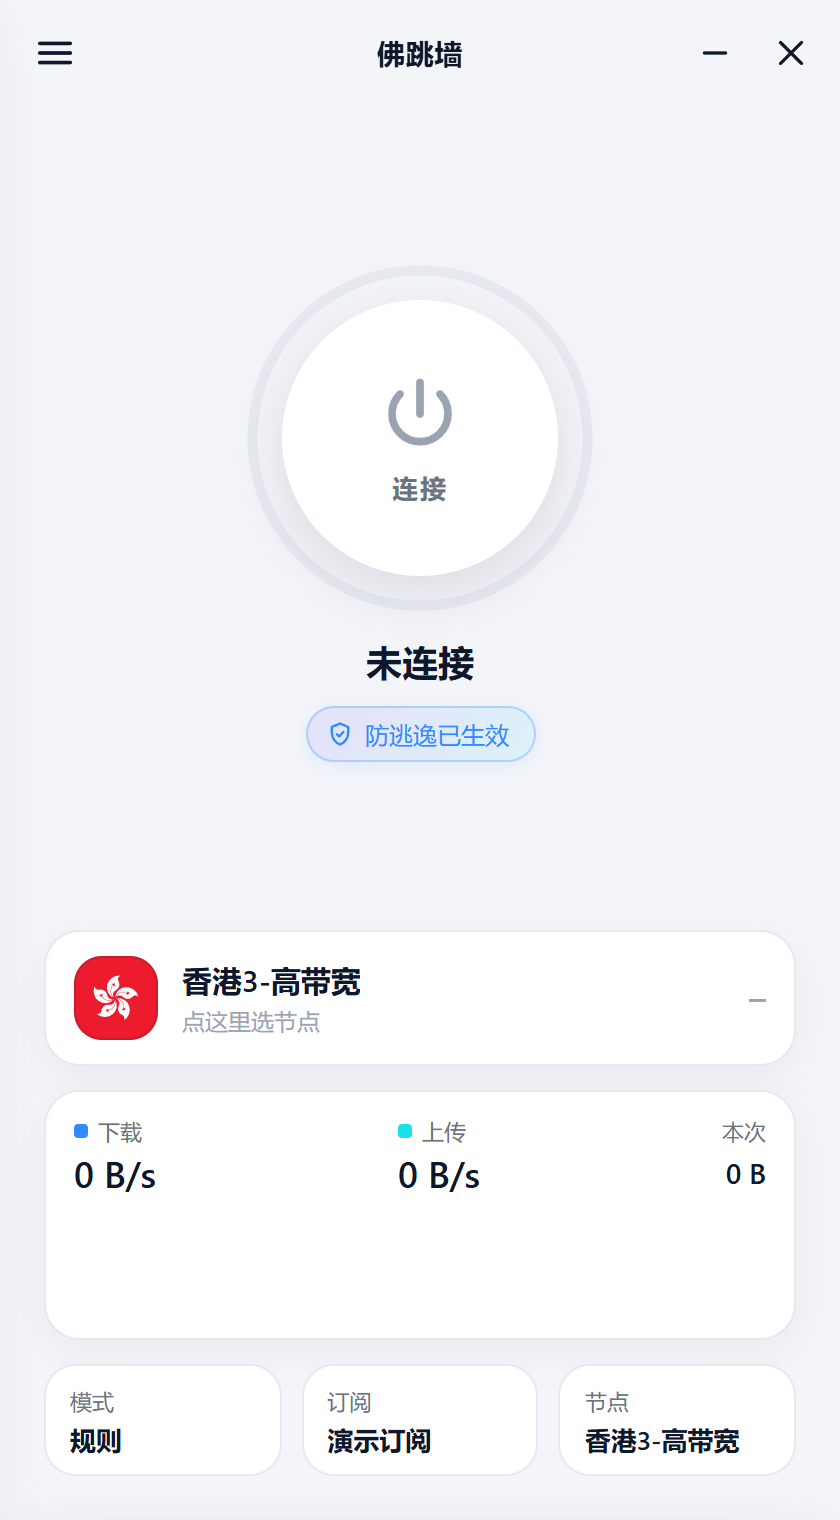 佛跳墙
连接
未连接
防逃逸已生效
香港3-高带宽
点这里选节点
下载
0 B/s
上传
0 B/s
本次
0 B
模式
规则
订阅
演示订阅
节点
香港3-高带宽